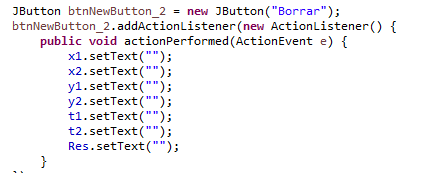 JButton btnNewButton_2 = new JButton("Borrar");
btnNewButton_2.addActionListener(new ActionListener() {
public void actionPerformed(ActionEvent e) {
x1.setText("");
x2.setText("");
y1.setText("");
y2.setText("");
t1.setText("");
t2.setText("");
Res.setText("");
}